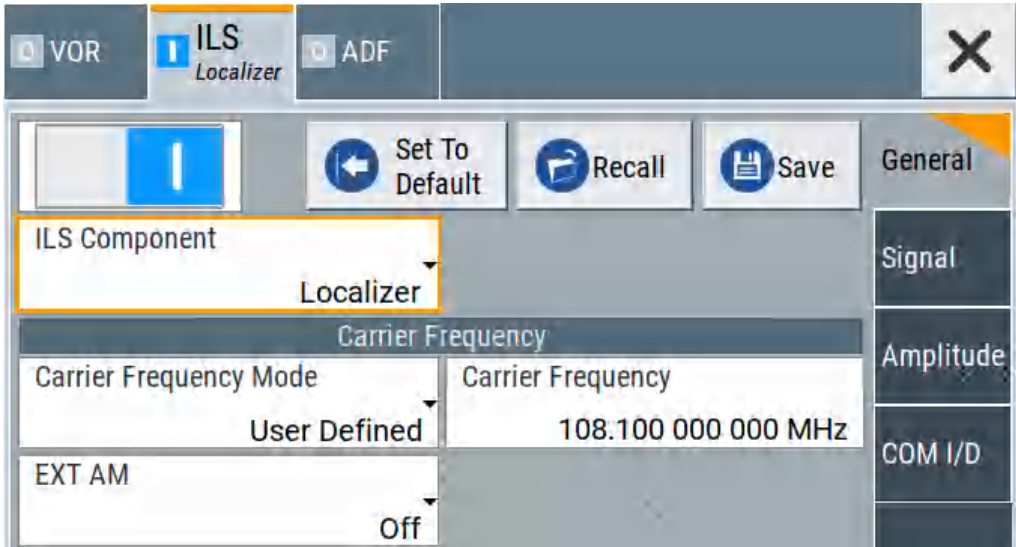 O VOR
I ILS
Localizer
O ADF
I
Set To
Default
Recall
Save
General
ILS Component
Localizer
Signal
Carrier Frequency
Carrier Frequency Mode
User Defined
Carrier Frequency
108.100 000 000 MHz
Amplitude
EXT AM
Off
COM I/D